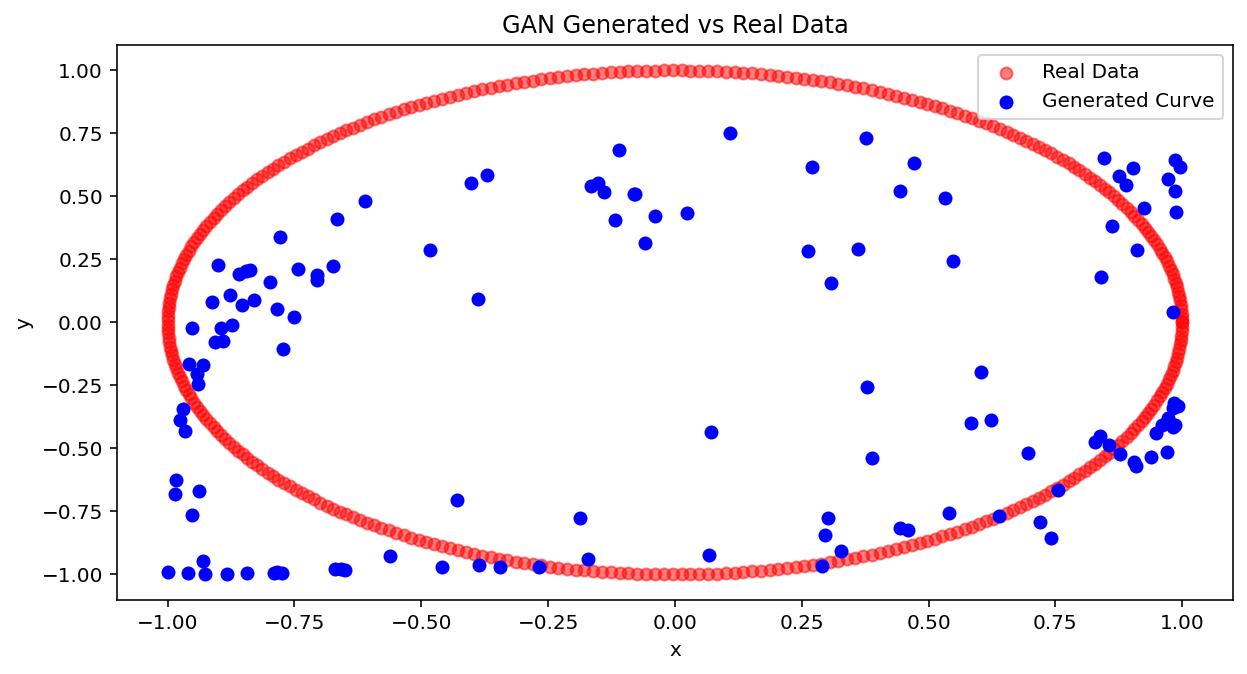 GAN Generated vs Real Data
Real Data
Generated Curve
1.00
0.75
0.50
0.25
0.00
−0.25
−0.50
−0.75
−1.00
y
−1.00 −0.75 −0.50 −0.25 0.00 0.25 0.50 0.75 1.00
x